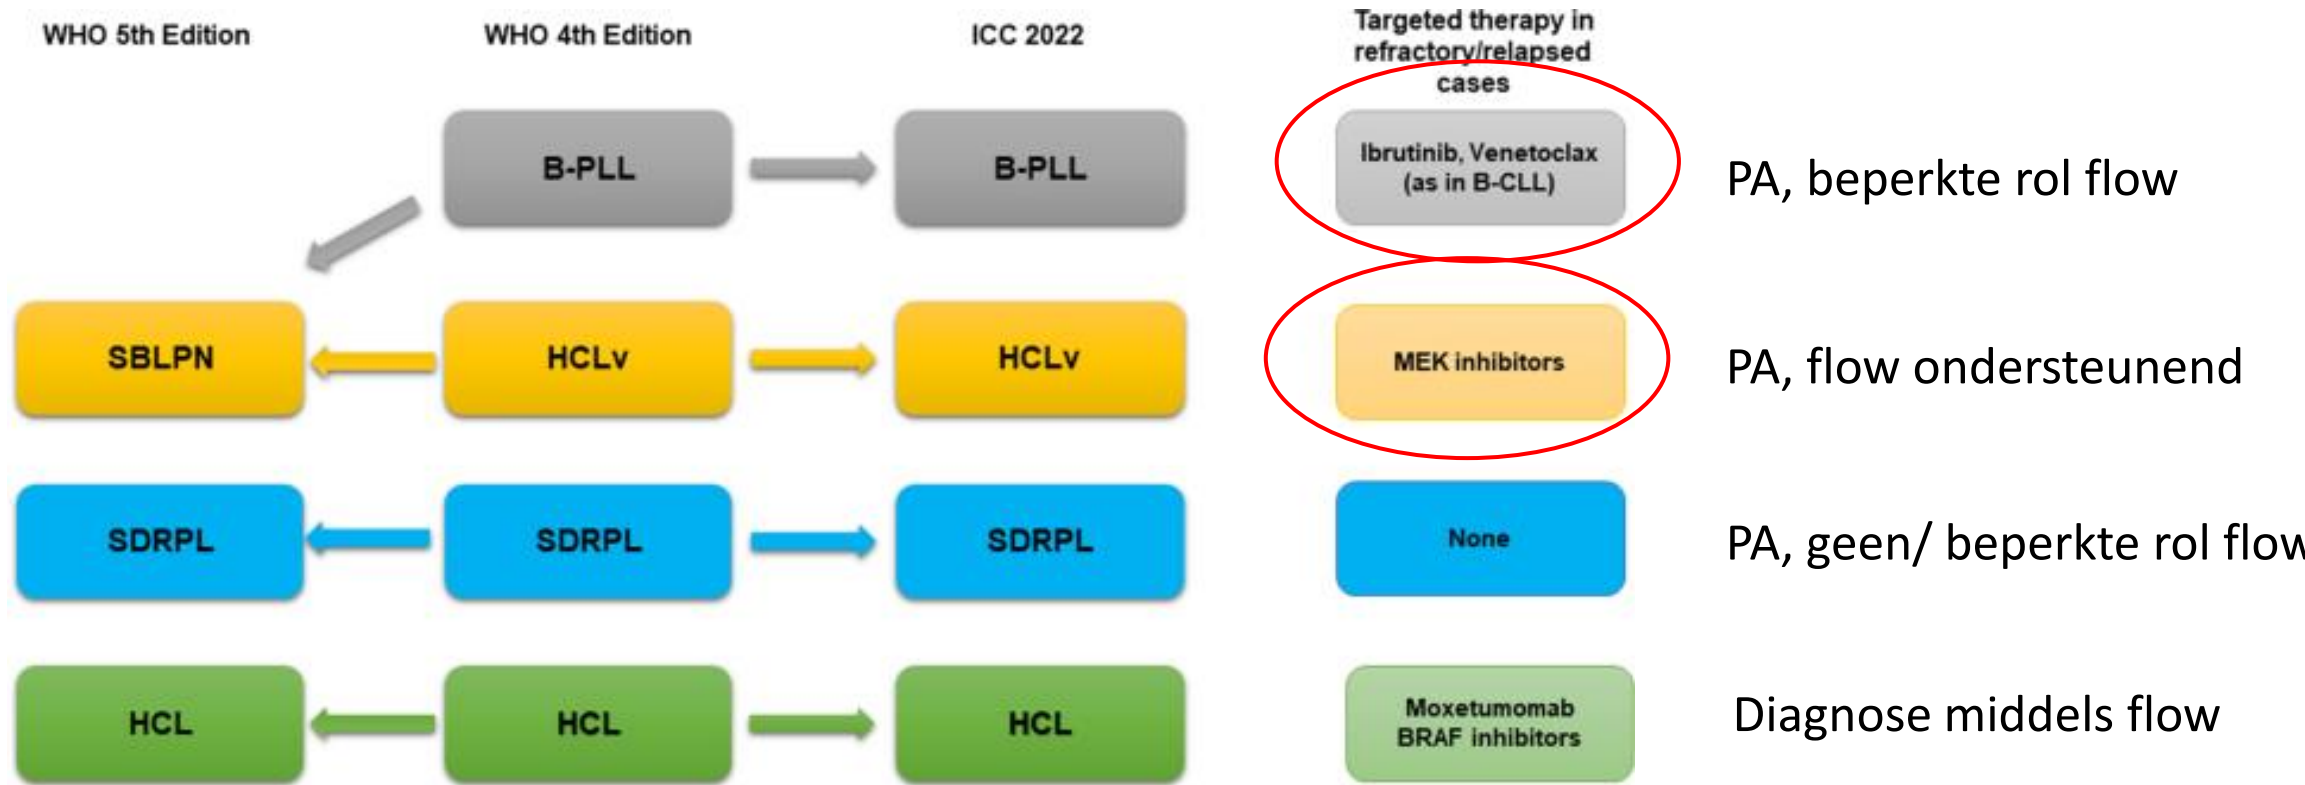 WHO 5th Edition
WHO 4th Edition
ICC 2022
Targeted therapy in
refractory/relapsed
cases
B-PLL
B-PLL
Ibrutinib, Venetoclax
(as in B-CLL)
PA, beperkte rol flow
SBLPN
HCLv
HCLv
MEK inhibitors
PA, flow ondersteunend
SDRPL
SDRPL
SDRPL
None
PA, geen/ beperkte rol flow
HCL
HCL
HCL
Moxetumomab
BRAF inhibitors
Diagnose middels flow